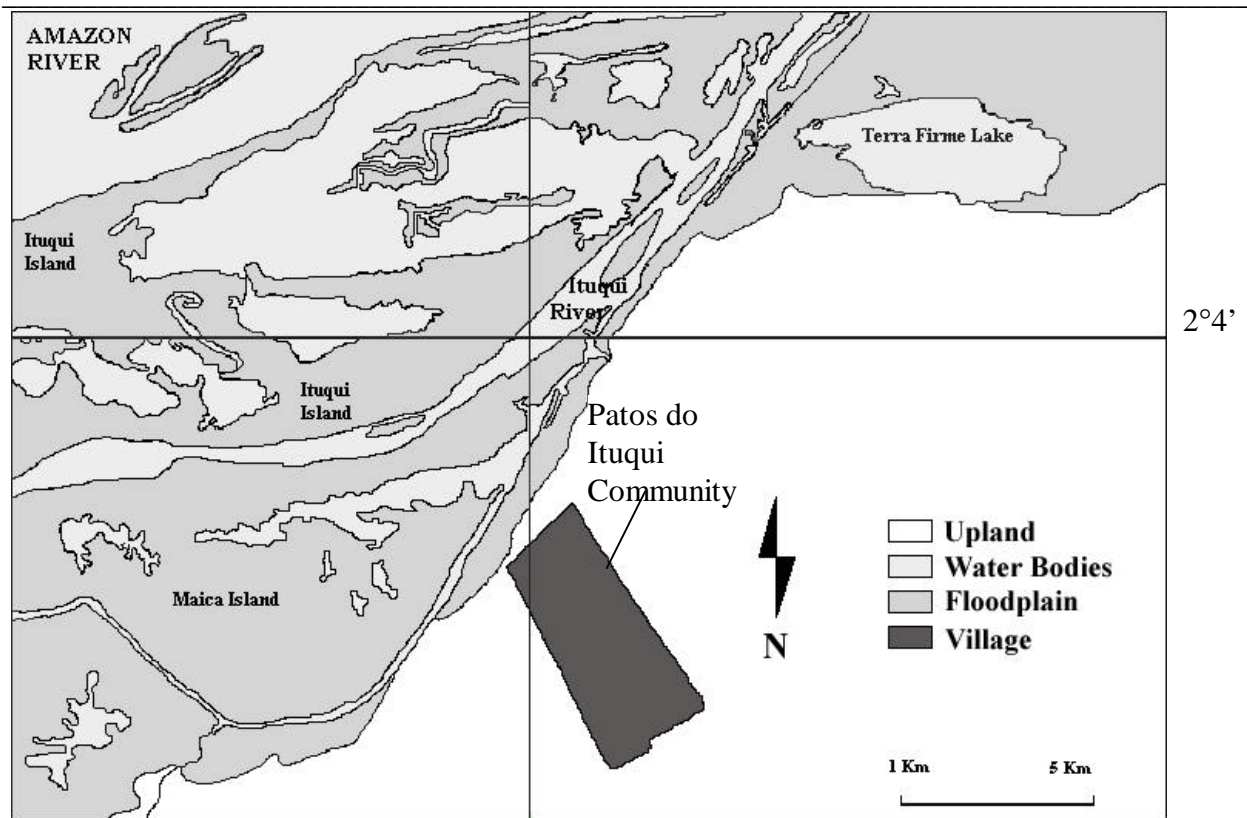 AMAZON
RIVER
Terra Firme Lake
Ituqui
Island
Ituqui
River
2°4’
Ituqui
Island
Patos do
Ituqui
Community
Maica Island
N
Upland
Water Bodies
Floodplain
Village
1 Km 5 Km